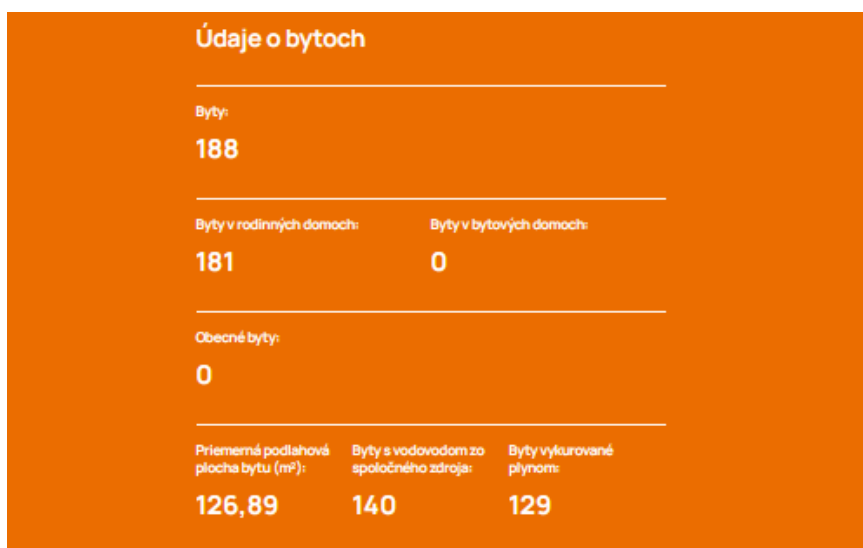 Údaje o bytoch
Byty:
188
Byty v rodinných domoch:
Byty v bytových domoch:
181
0
Obecné byty:
0
Priemerná podlahová
plocha bytu (m²):
Byty s vodovodom zo
spoločného zdroja:
Byty vykurované
plynom:
126,89
140
129